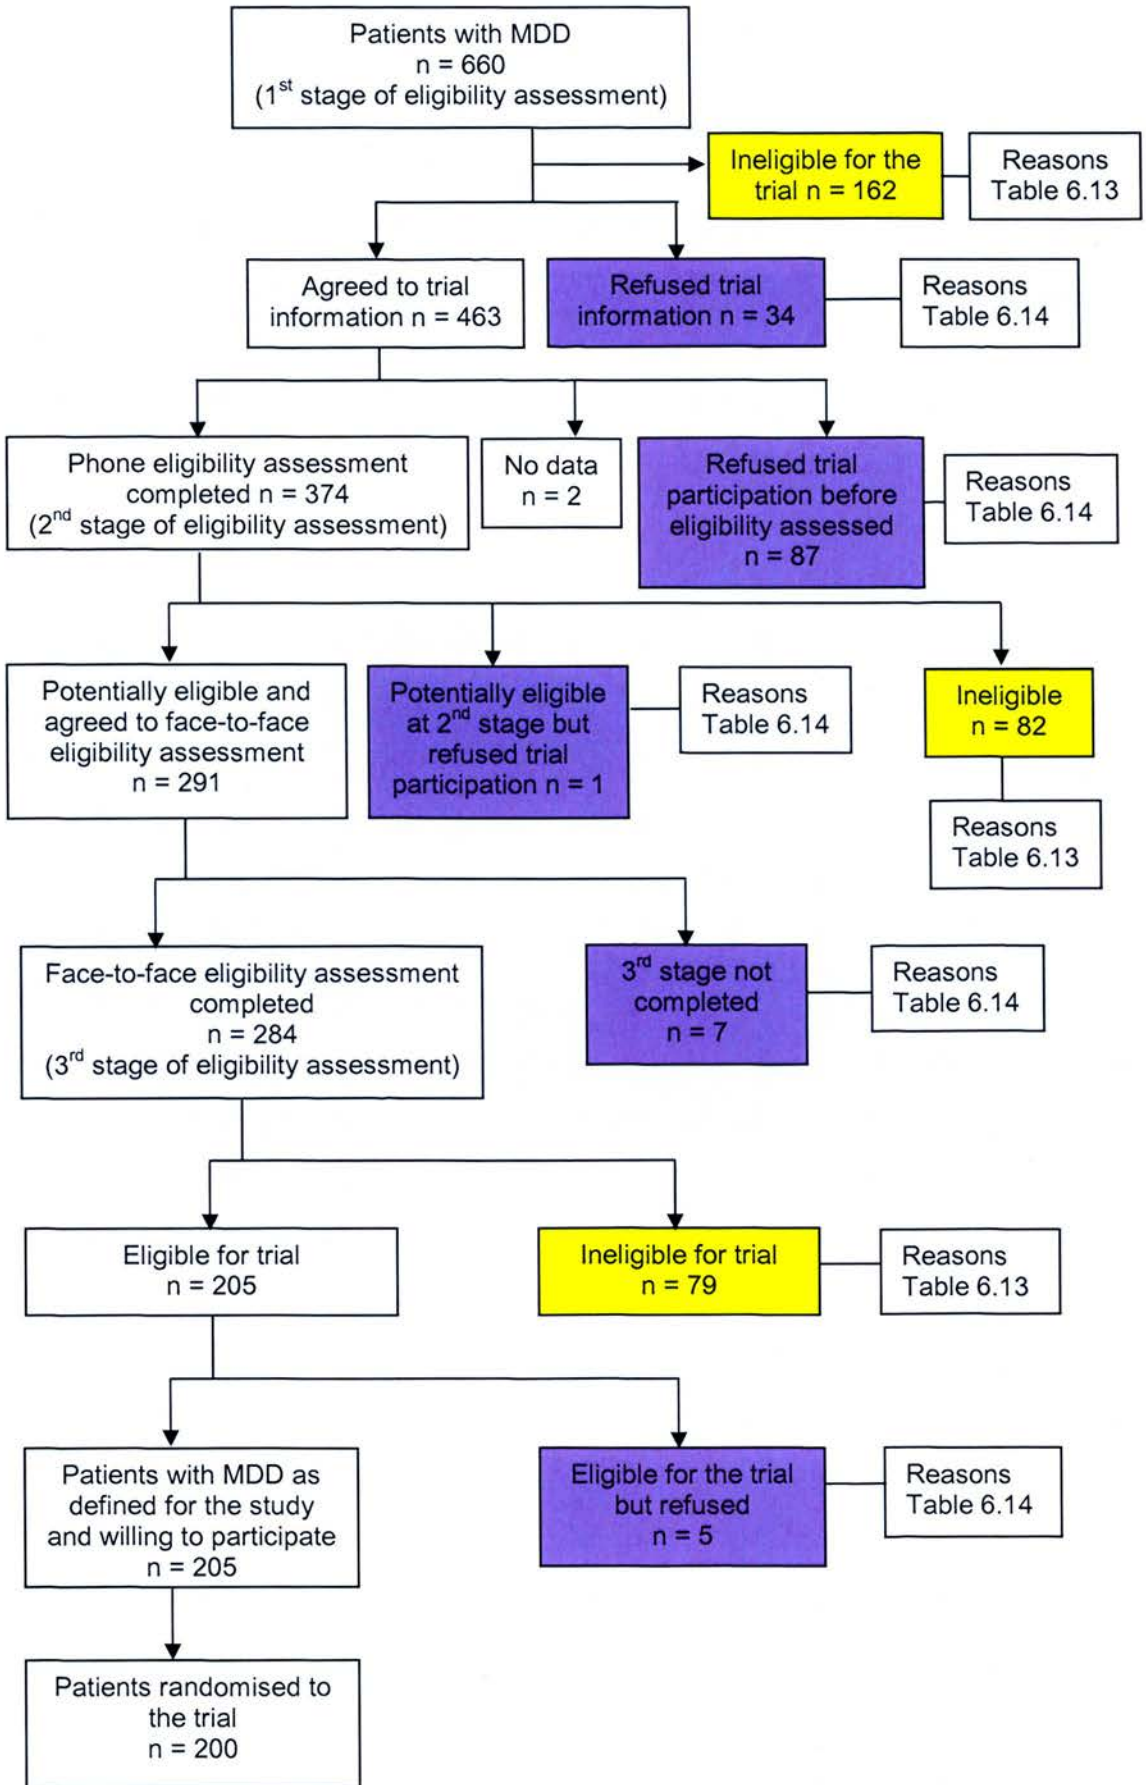 Patients with MDD
n = 660
(1st stage of eligibility assessment)
Ineligible for the
trial n = 162
Reasons
Table 6.13
Agreed to trial
information n = 463
Refused trial
information n = 34
Reasons
Table 6.14
Phone eligibility assessment
completed n = 374
(2nd stage of eligibility assessment)
No data
n = 2
Refused trial
participation before
eligibility assessed
n = 87
Reasons
Table 6.14
Potentially eligible and
agreed to face-to-face
eligibility assessment
n = 291
Potentially eligible
at 2nd stage but
refused trial
participation n = 1
Reasons
Table 6.14
Ineligible
n = 82
Reasons
Table 6.13
Face-to-face eligibility assessment
completed
n = 284
(3rd stage of eligibility assessment)
3rd stage not
completed
n = 7
Reasons
Table 6.14
Eligible for trial
n = 205
Ineligible for trial
n = 79
Reasons
Table 6.13
Patients with MDD as
defined for the study
and willing to participate
n = 205
Eligible for the trial
but refused
n = 5
Reasons
Table 6.14
Patients randomised to
the trial
n = 200